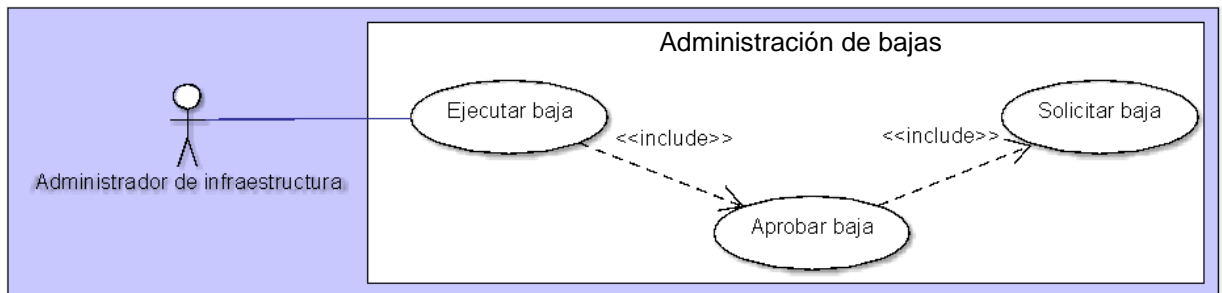 Administración de bajas
Ejecutar baja
Solicitar baja
<<include>>
<<include>>
Administrador de infraestructura
Aprobar baja